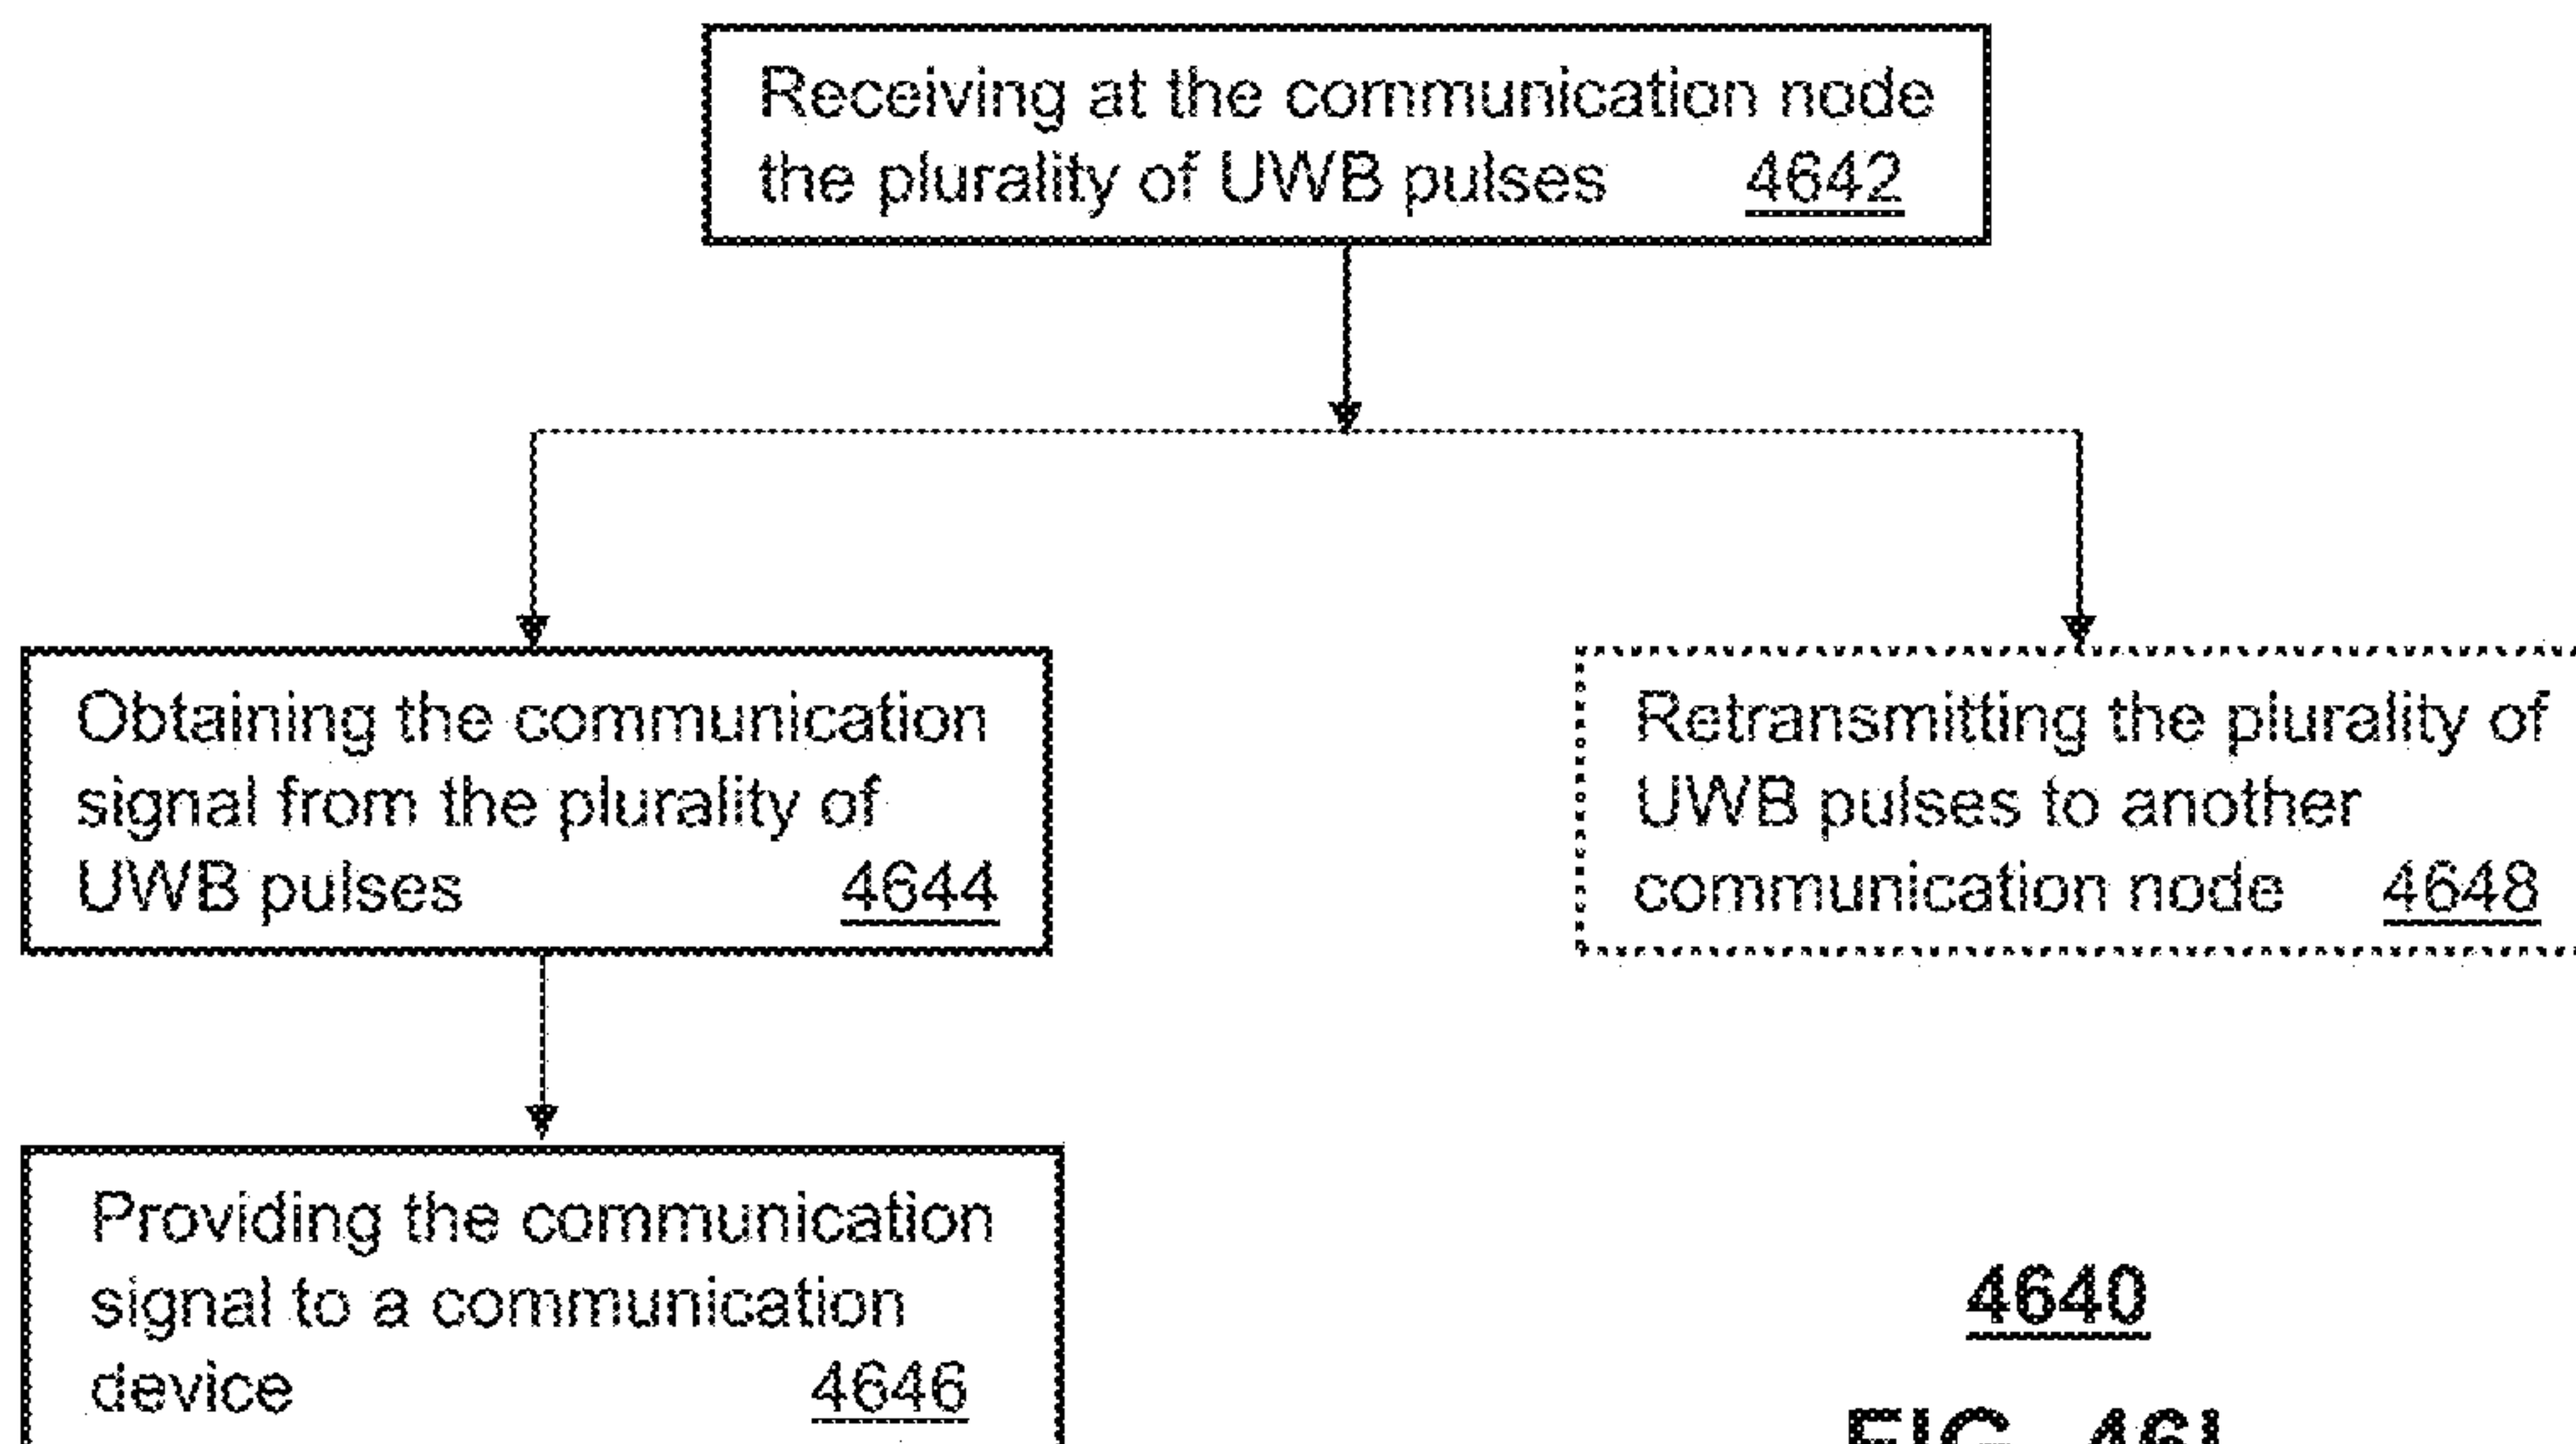 Receiving at the communication node
the plurality of UWB pulses 4642
Obtaining the communication
signal from the plurality of
UWB pulses 4644
Retransmitting the plurality of
UWB pulses to another
communication node 4648
Providing the communication
signal to a communication
device 4646
4640
FIG. 46I